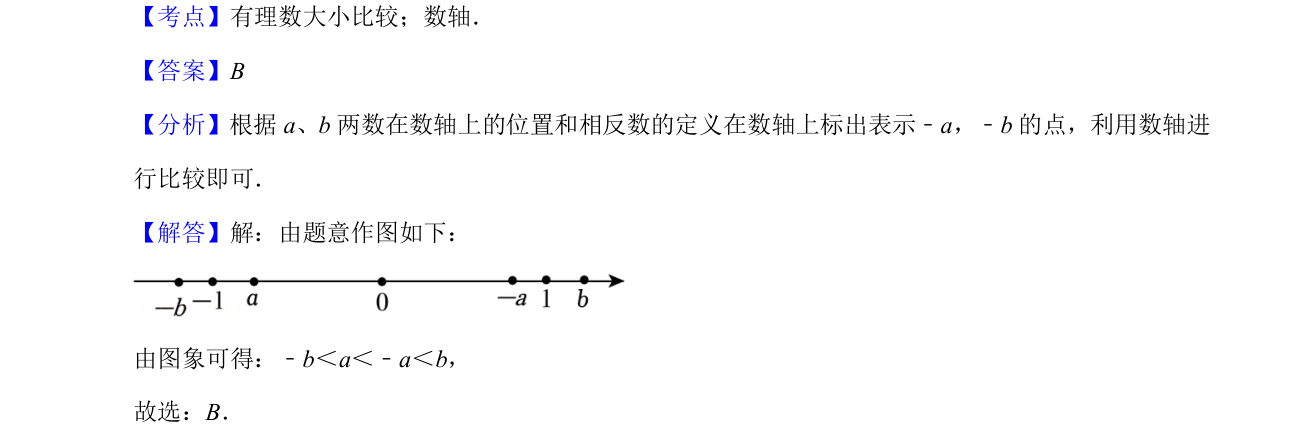 【考点】有理数大小比较；数轴．
【答案】B
【分析】根据 a、b 两数在数轴上的位置和相反数的定义在数轴上标出表示﹣a，﹣b 的点，利用数轴进
行比较即可．
【解答】解：由题意作图如下：
—b —1 a 0 —a 1 b
由图象可得：﹣b＜a＜﹣a＜b，
故选：B．